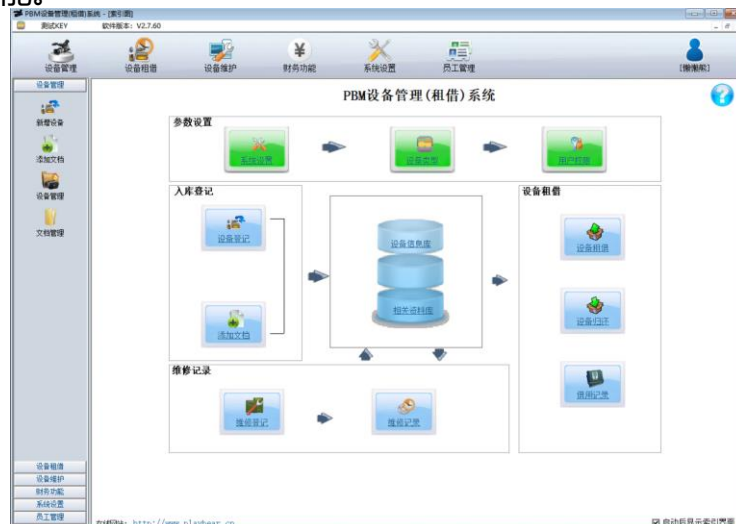 PBM设备管理(租借)系统 - [索引图]
测试KEY 软件版本: V2.7.60
设备管理 设备租借 设备维护 财务功能 系统设置 员工管理 [懒懒熊]
设备管理
新增设备
添加文档
设备管理
文档管理
设备租借
设备维护
财务功能
系统设置
员工管理
PBM设备管理(租借)系统
参数设置
系统设置
设备类型
用户权限
入库登记
设备登记
添加文档
设备信息库
相关资料库
设备租借
设备租借
设备归还
借用记录
维修记录
维修登记
维修记录
http://www.playbear.cn
自动启显示索引界面